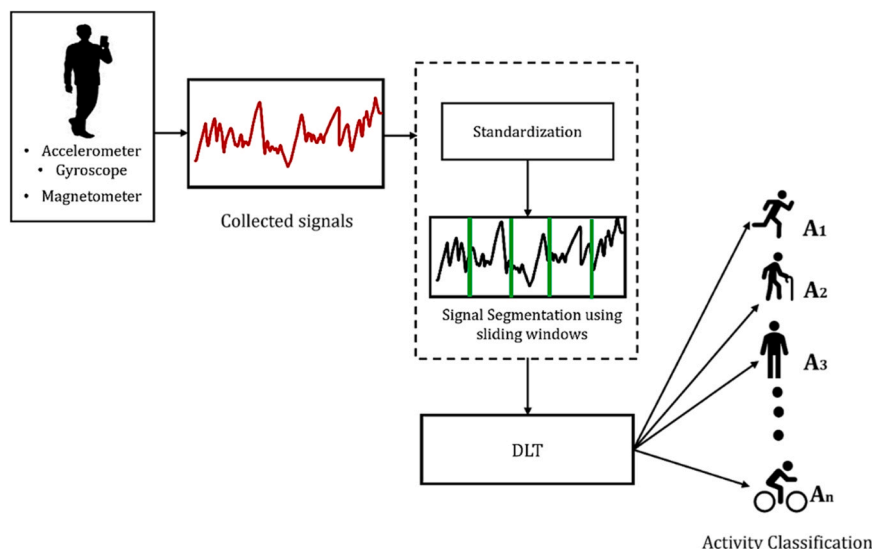 • Accelerometer
• Gyroscope
• Magnetometer
Collected signals
Standardization
Signal Segmentation using
sliding windows
DLT
A1
A2
A3
An
Activity Classification